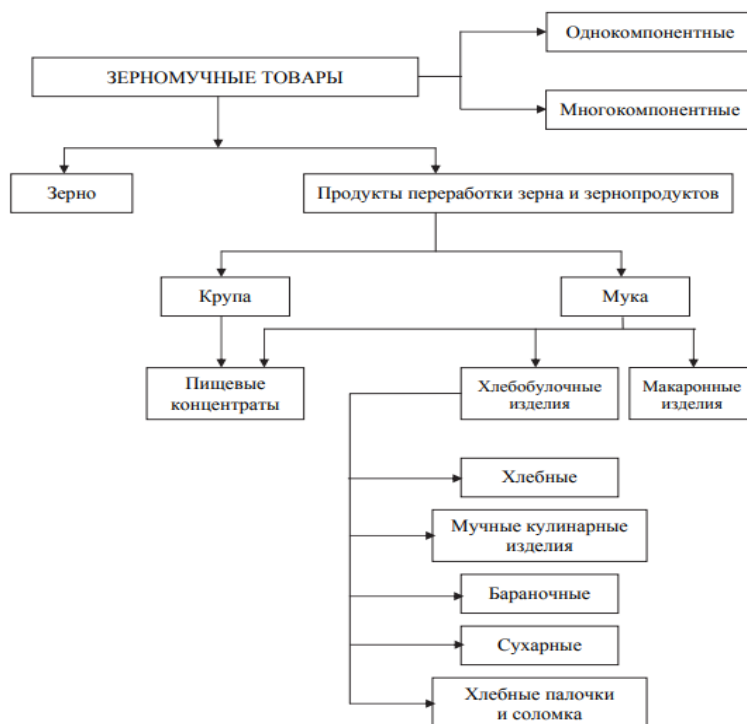 Однокомпонентные
ЗЕРНОМУЧНЫЕ ТОВАРЫ
Многокомпонентные
Зерно
Продукты переработки зерна и зернопродуктов
Крупа
Мука
Пищевые
концентраты
Хлебобулочные
изделия
Макаронные
изделия
Хлебные
Мучные кулинарные
изделия
Бараночные
Сухарные
Хлебные палочки
и соломка